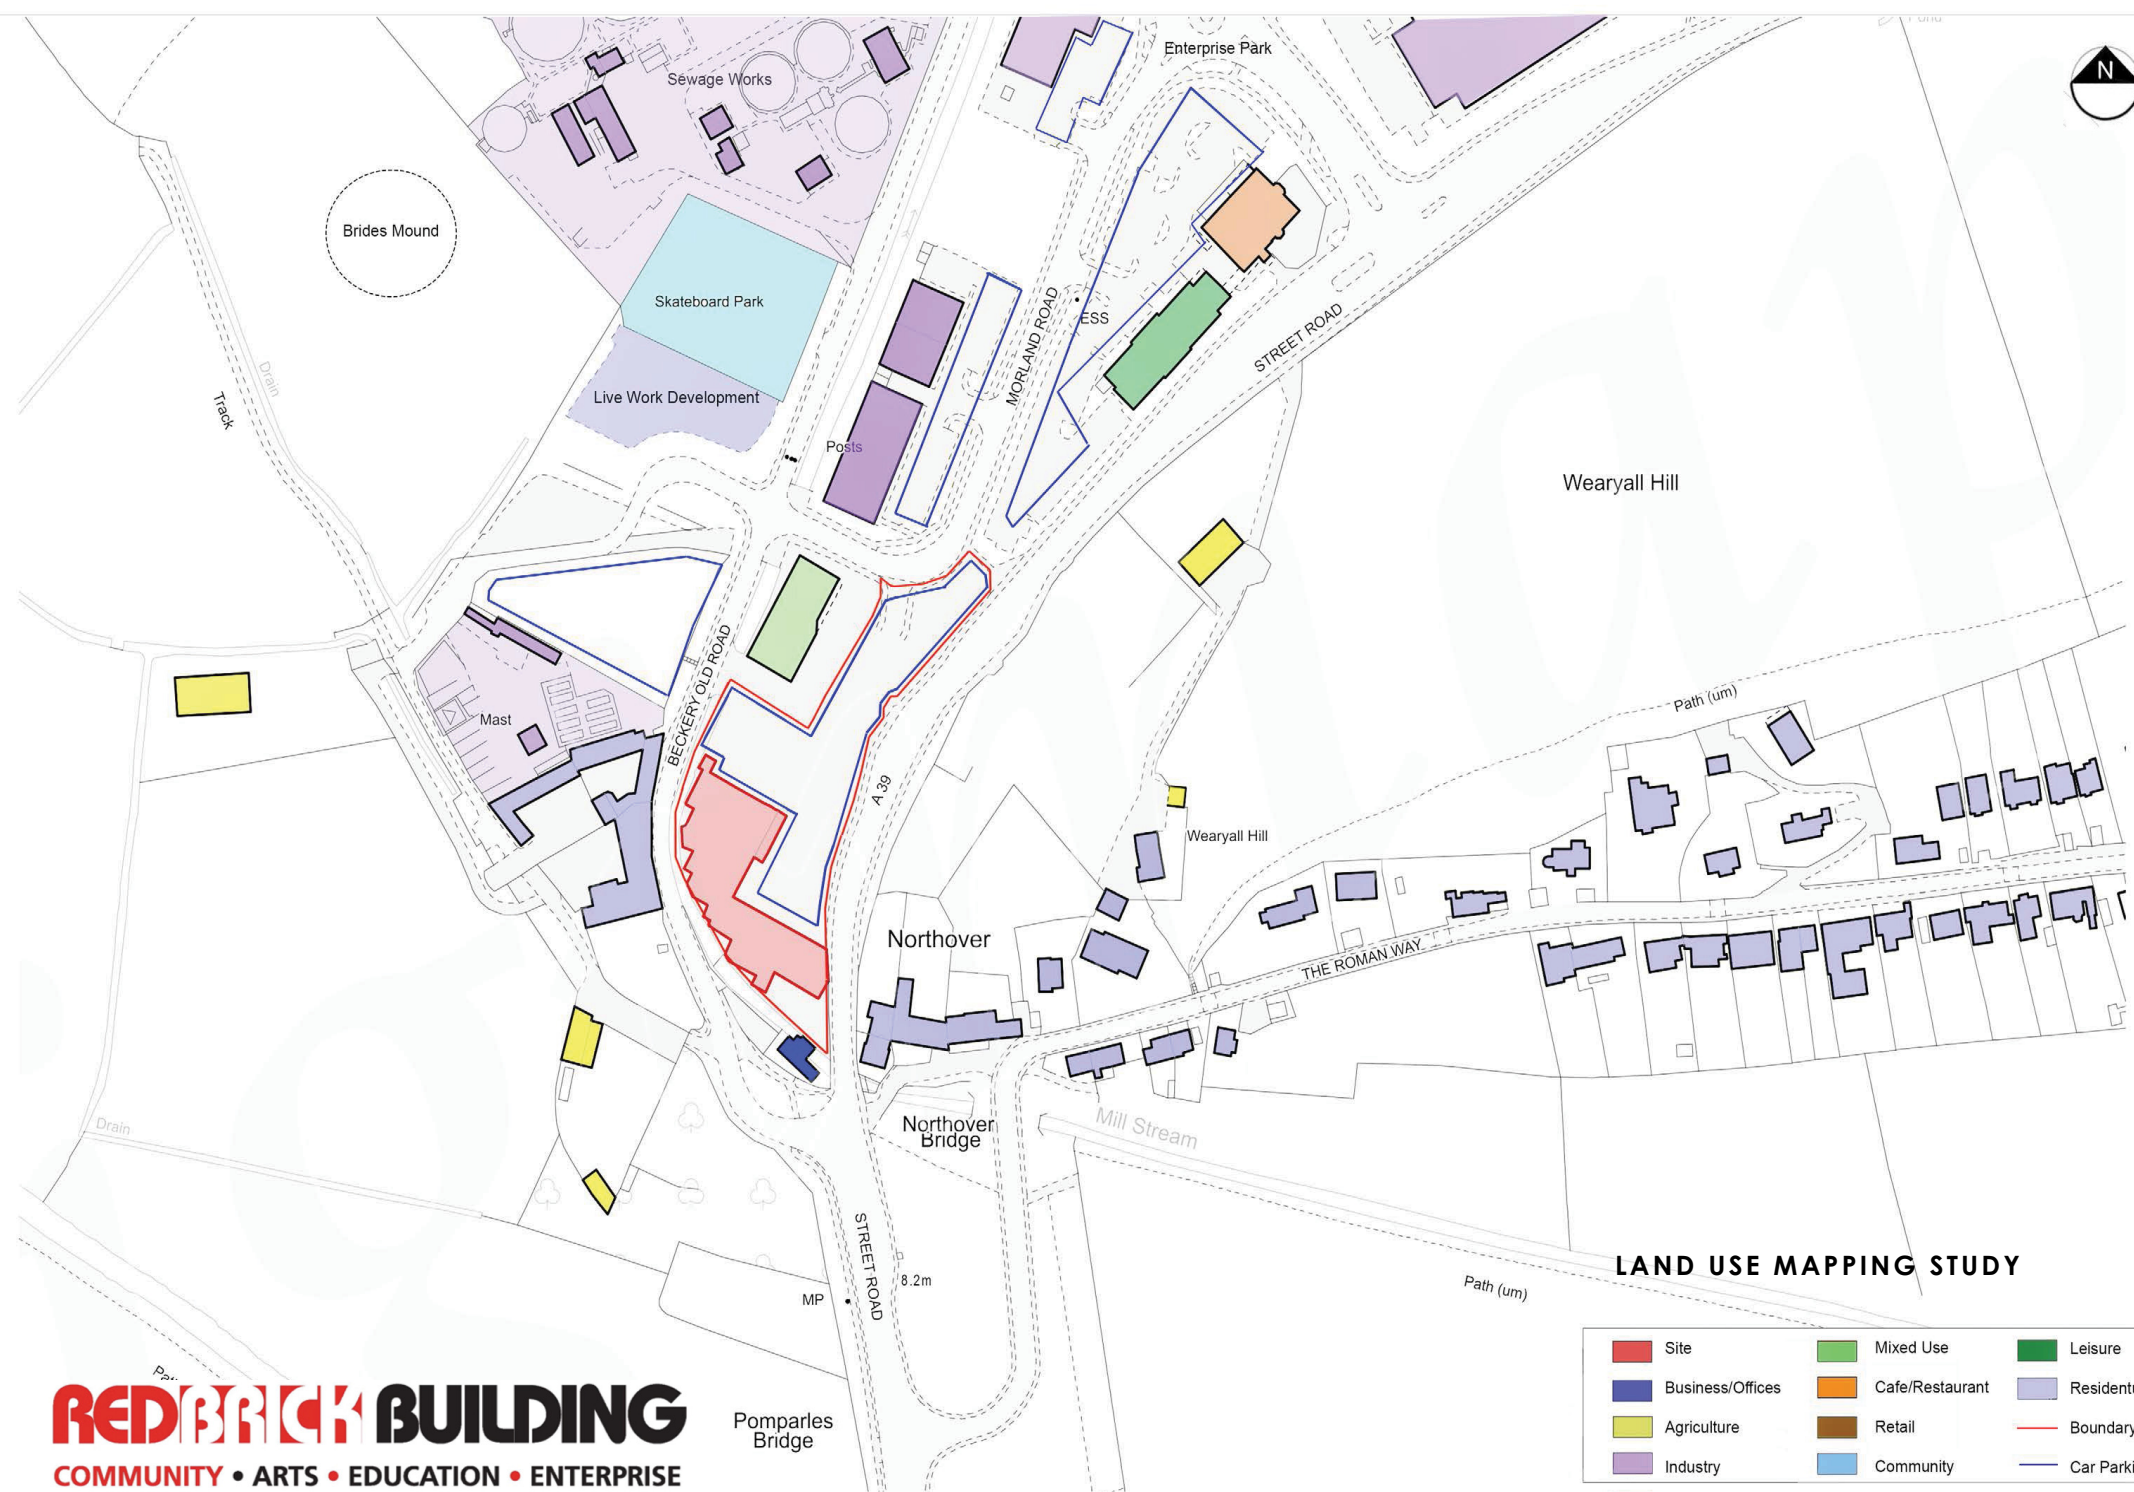 Enterprise Park
N
Sewage Works
Brides Mound
Skateboard Park
MORLAND ROAD
ESS
STREET ROAD
Drain
Track
Live Work Development
Posts
Wearyall Hill
BECKERY OLD ROAD
Path (um)
Mast
A 39
Wearyall Hill
Northover
THE ROMAN WAY
Northover
Bridge
Mill Stream
Drain
STREET ROAD
8.2m
MP
Path (um)
LAND USE MAPPING STUDY
Site
Mixed Use
Leisure
Business/Offices
Cafe/Restaurant
Residenti
Agriculture
Retail
Boundary
Industry
Community
Car Parki
REDBRICK BUILDING
COMMUNITY • ARTS • EDUCATION • ENTERPRISE
Pomparles
Bridge